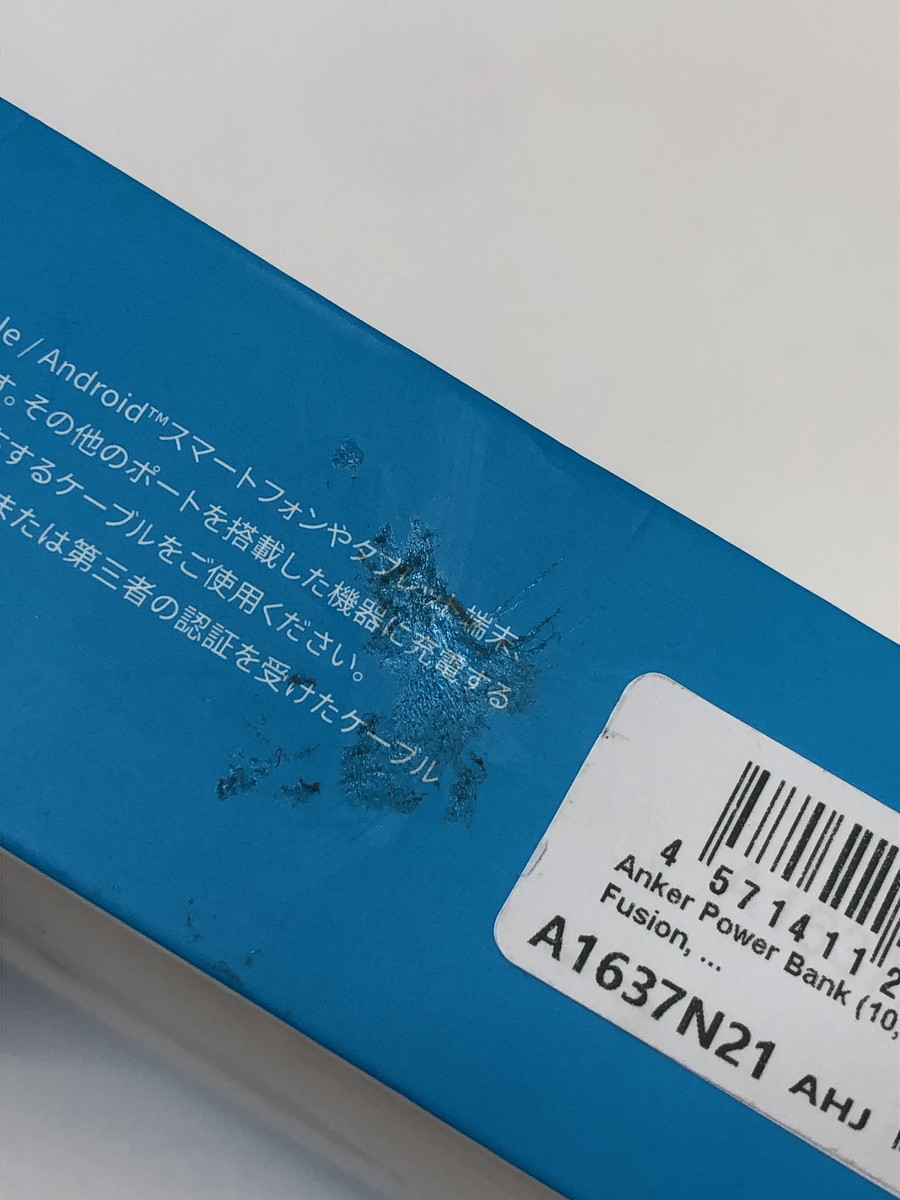 le / Android™スマートフォンやタブレット端末、
す。その他のポートを搭載した機器に充電する
するケーブルをご使用ください。
または第三者の認証を受けたケーブル
4 571411 2
Anker Power Bank (10,
Fusion, ...
A1637N21 AHJ